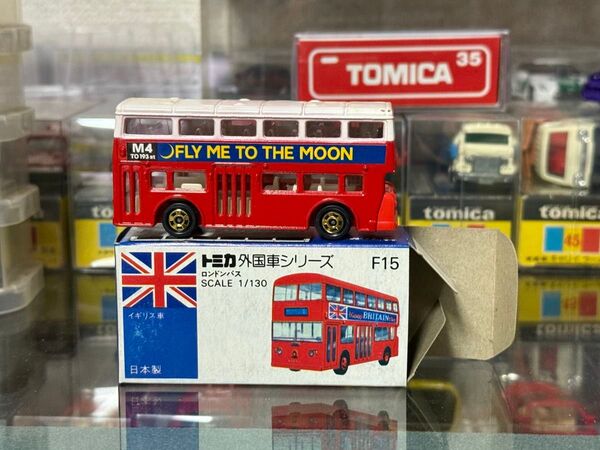 TOMICA
35
M4
TO 193 st
FLY ME TO THE MOON
tomica
tomica
45
トミカ 外国車シリーズ F15
ロンドンバス
SCALE 1/130
BRITAIN
イギリス車
日本製